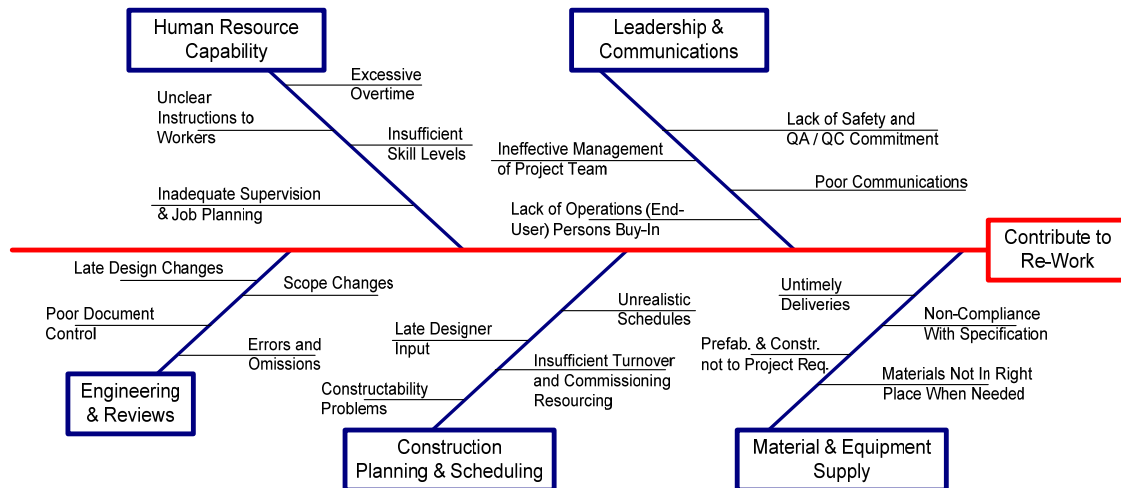 Human Resource
Capability
Leadership &
Communications
Excessive
Overtime
Unclear
Instructions to
Workers
Insufficient
Skill Levels
Inadequate Supervision
& Job Planning
Lack of Safety and
QA / QC Commitment
Ineffective Management
of Project Team
Poor Communications
Lack of Operations (End-
User) Persons Buy-In
Contribute to
Re-Work
Late Design Changes
Scope Changes
Poor Document
Control
Errors and
Omissions
Engineering
& Reviews
Unrealistic
Schedules
Late Designer
Input
Insufficient Turnover
and Commissioning
Resourcing
Constructability
Problems
Construction
Planning & Scheduling
Untimely
Deliveries
Non-Compliance
With Specification
Prefab. & Constr.
not to Project Req.
Materials Not In Right
Place When Needed
Material & Equipment
Supply